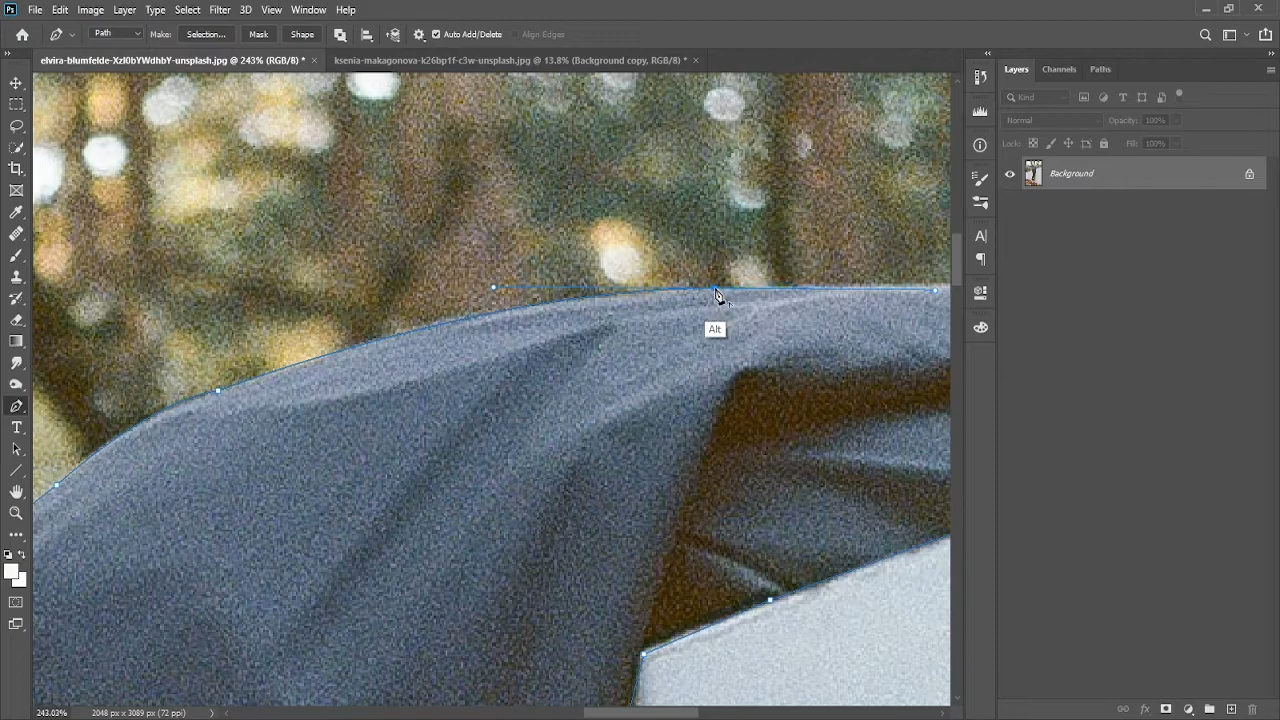 Ps File Edit Image Layer Type Select Filter 3D View Window Help
Path Make: Selection... Mask Shape Auto Add/Delete Align Edges
elvira-blumfelde-XzI0bYWdhbY-unsplash.jpg @ 243% (RGB/8) * × ksenia-makagonova-k26bp1f-c3w-unsplash.jpg @ 13.8% (Background copy, RGB/8) * ×
Layers Channels Paths
Kind
Normal Opacity: 100%
Lock: Fill: 100%
Background
Alt
243.03% 2048 px x 3089 px (72 ppi)